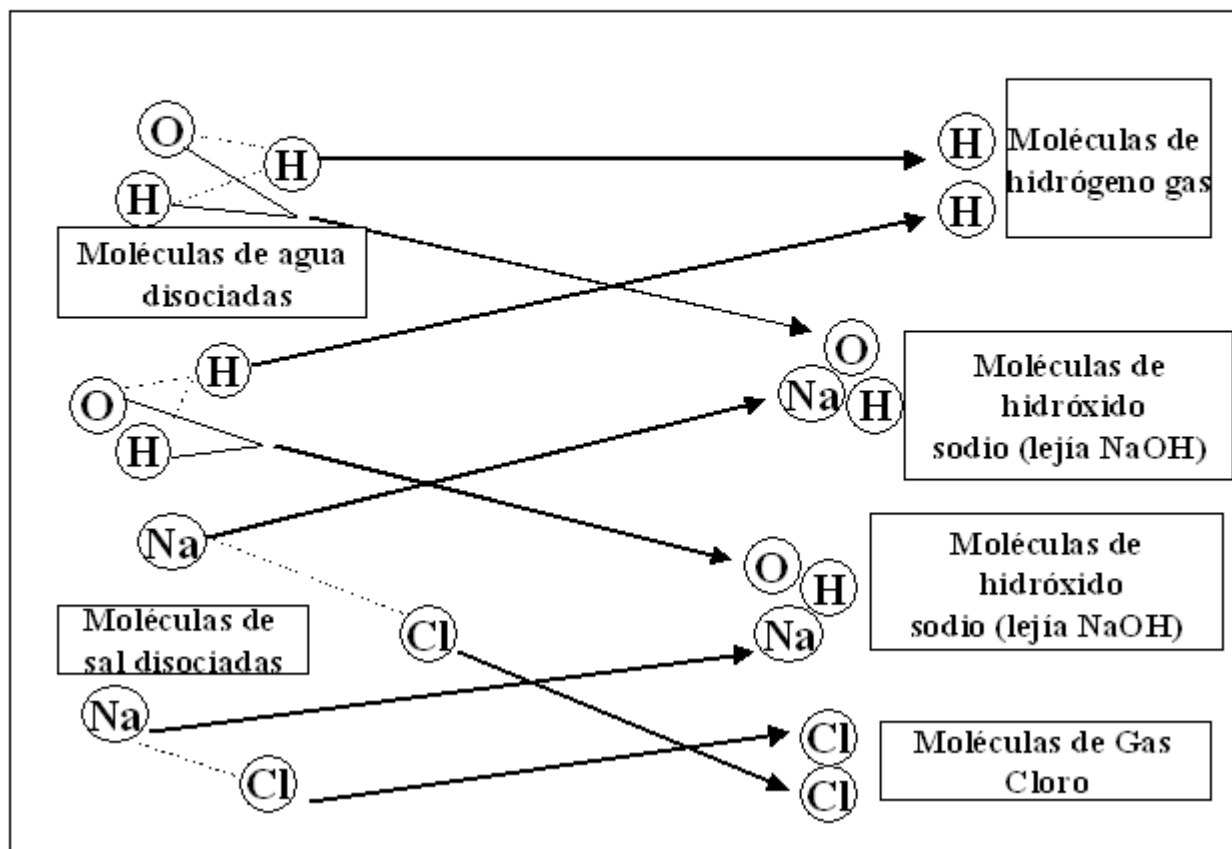 O
H
H
Moléculas de agua
disociadas
H
O
H
Na
Moléculas de
sal disociadas
Cl
Na
Cl
H
H
Moléculas de
hidrógeno gas
O
Na
H
Moléculas de
hidróxido
sodio (lejía NaOH)
O
H
Na
Moléculas de
hidróxido
sodio (lejía NaOH)
Cl
Cl
Moléculas de Gas
Cloro